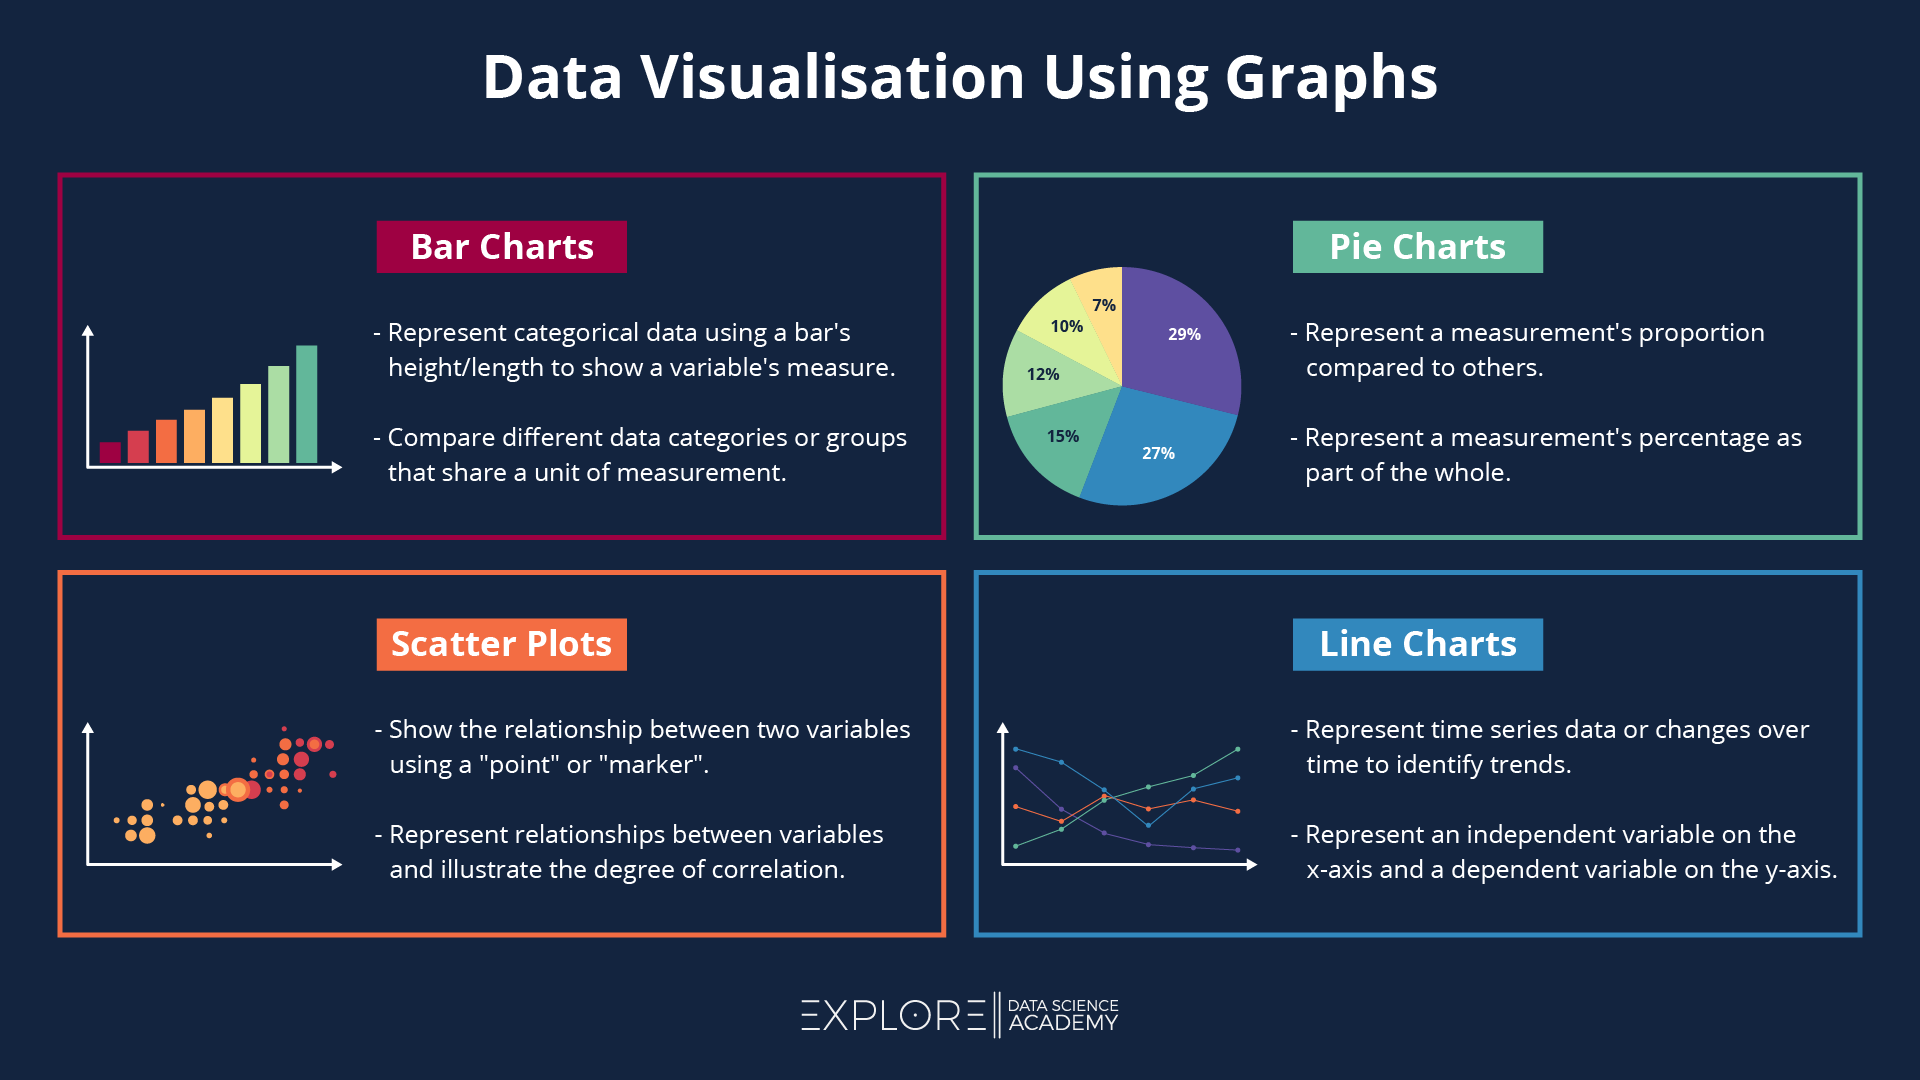 Data Visualisation Using Graphs
Bar Charts
- Represent categorical data using a bar's
height/length to show a variable's measure.
- Compare different data categories or groups
that share a unit of measurement.
Pie Charts
7%
10%
29%
12%
15%
27%
- Represent a measurement's proportion
compared to others.
- Represent a measurement's percentage as
part of the whole.
Scatter Plots
- Show the relationship between two variables
using a "point" or "marker".
- Represent relationships between variables
and illustrate the degree of correlation.
Line Charts
- Represent time series data or changes over
time to identify trends.
- Represent an independent variable on the
x-axis and a dependent variable on the y-axis.
EXPLORE
DATA SCIENCE
ACADEMY